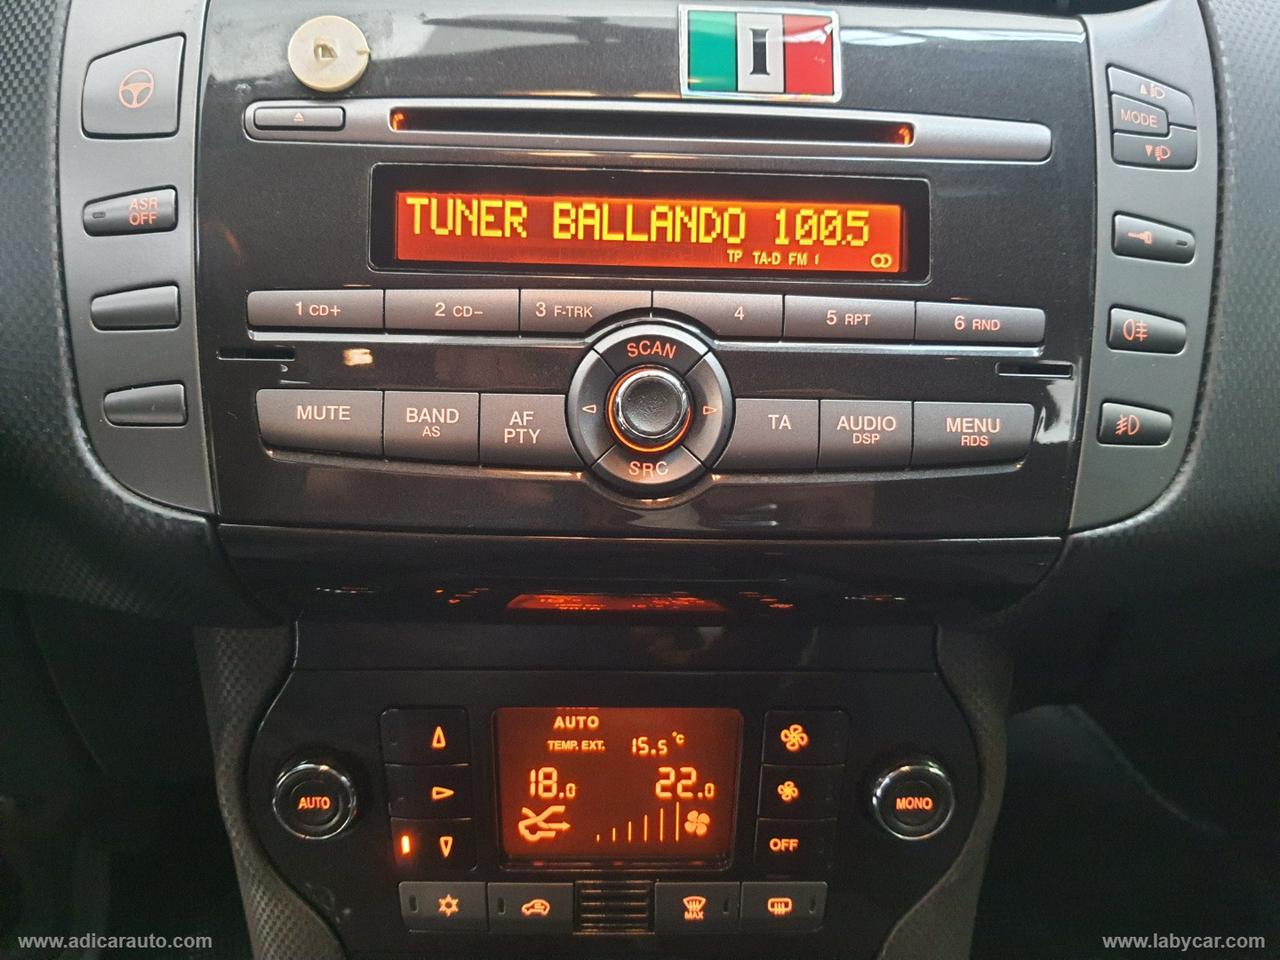 MODE
ASR
OFF
TUNER BALLANDO 100.5
TP TA-D FM 1
1 CD+
2 CD-
3 F-TRK
4
5 RPT
6 RND
SCAN
MUTE
BAND
AS
AF
PTY
TA
AUDIO
DSP
MENU
RDS
SRC
AUTO
TEMP. EXT. 15.5 °C
18.0
22.0
AUTO
MONO
OFF
MAX
www.adicarauto.com
www.labycar.com